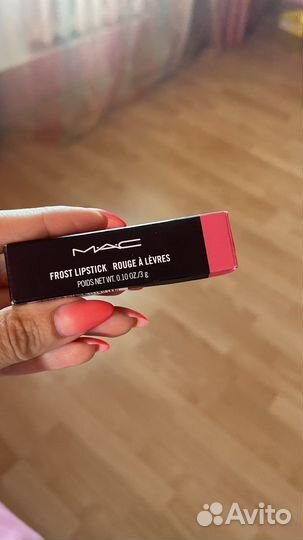 MAC
FROST LIPSTICK ROUGE À LÈVRES
POIDS NET WT. 0.10 OZ./3 g
Avito